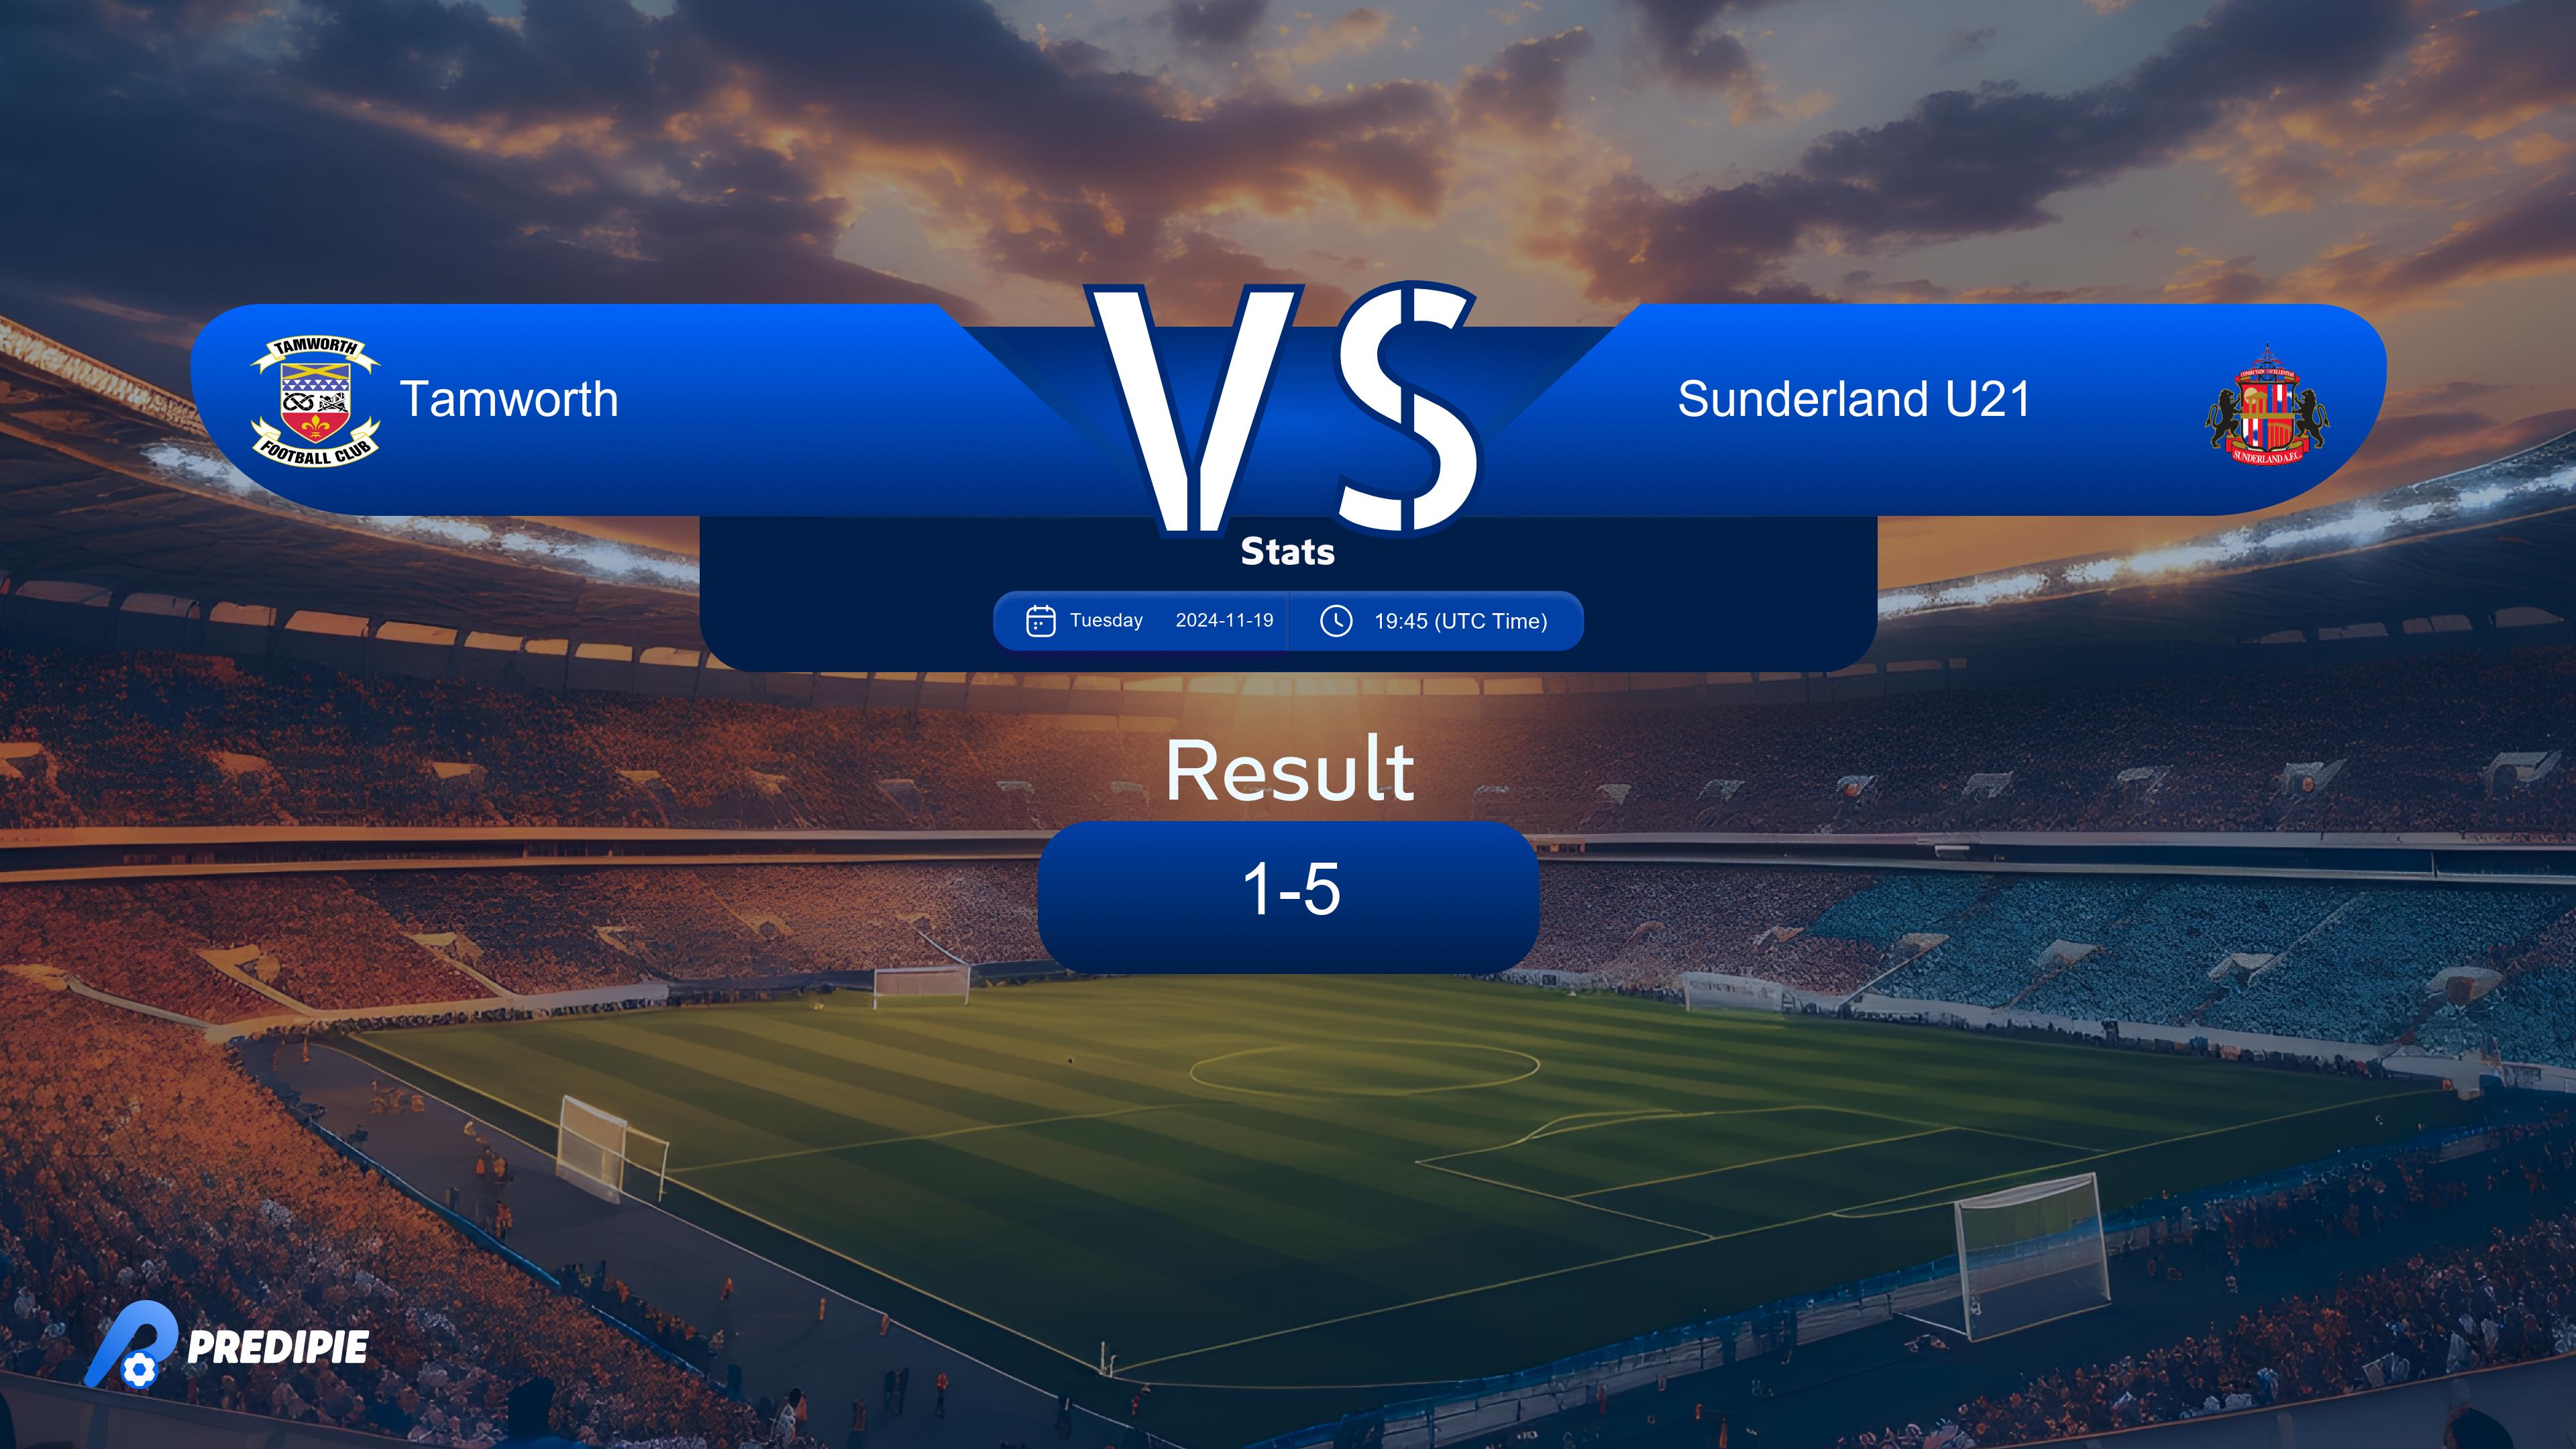 VS
TAMWORTH
FOOTBALL CLUB
Tamworth
Sunderland U21
SUNDERLAND A.F.C.
Stats
Tuesday 2024-11-19 19:45 (UTC Time)
Result
1-5
PREDIPIE